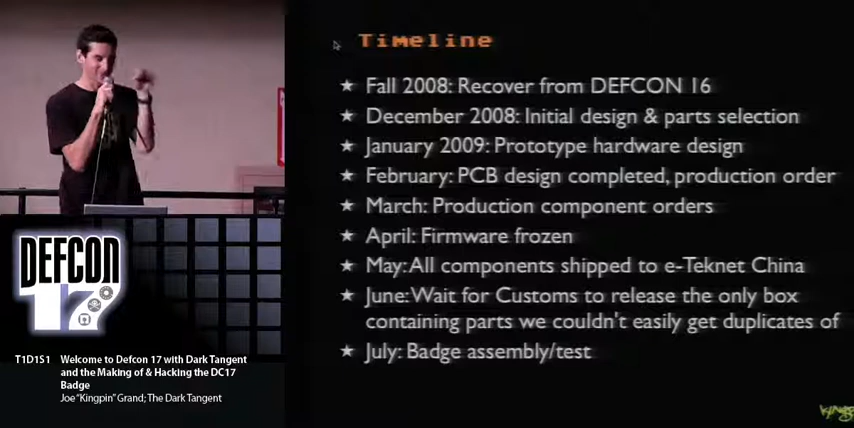 Timeline
★ Fall 2008: Recover from DEFCON 16
★ December 2008: Initial design & parts selection
★ January 2009: Prototype hardware design
★ February: PCB design completed, production order
★ March: Production component orders
★ April: Firmware frozen
★ May: All components shipped to e-Teknet China
★ June: Wait for Customs to release the only box
containing parts we couldn't easily get duplicates of
★ July: Badge assembly/test
DEFCON
17
T1D1S1 Welcome to Defcon 17 with Dark Tangent
and the Making of & Hacking the DC17
Badge
Joe "Kingpin" Grand; The Dark Tangent